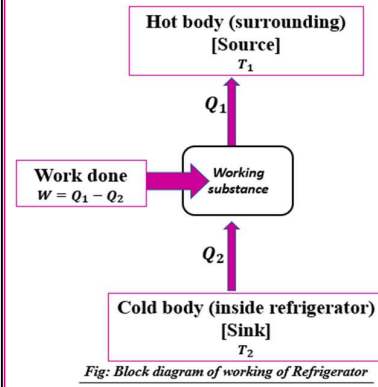 Hot body (surrounding)
[Source]
T₁
Q₁
Work done
W = Q₁ − Q₂
Working
substance
Q₂
Cold body (inside refrigerator)
[Sink]
T₂
Fig: Block diagram of working of Refrigerator